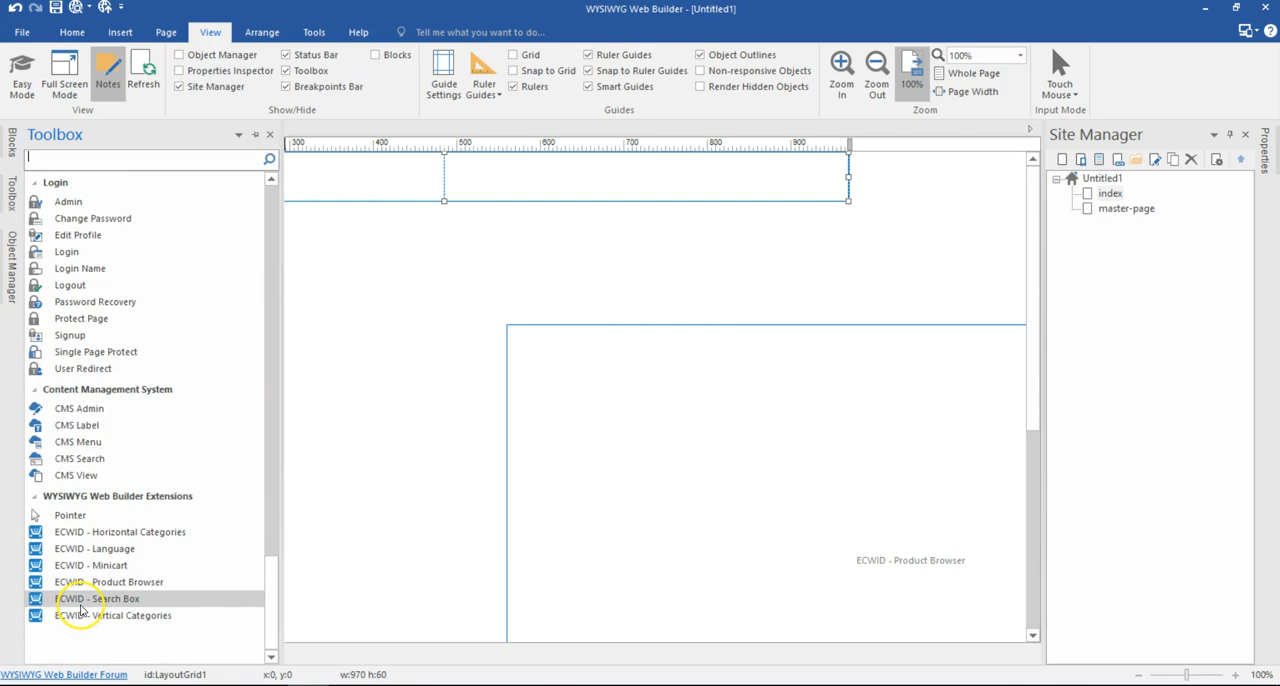 WYSIWYG Web Builder - [Untitled1]
File Home Insert Page View Arrange Tools Help Tell me what you want to do...
Easy Mode
Full Screen Mode
Notes
Refresh
View
Object Manager
Properties Inspector
Site Manager
Status Bar
Toolbox
Breakpoints Bar
Blocks
Show/Hide
Guide Settings
Ruler Guides
Grid
Snap to Grid
Rulers
Ruler Guides
Snap to Ruler Guides
Smart Guides
Object Outlines
Non-responsive Objects
Render Hidden Objects
Guides
Zoom In
Zoom Out
100%
100%
Whole Page
Page Width
Zoom
Touch Mouse
Input Mode
Blocks
Toolbox
Object Manager
Toolbox
Login
Admin
Change Password
Edit Profile
Login
Login Name
Logout
Password Recovery
Protect Page
Signup
Single Page Protect
User Redirect
Content Management System
CMS Admin
CMS Label
CMS Menu
CMS Search
CMS View
WYSIWYG Web Builder Extensions
Pointer
ECWID - Horizontal Categories
ECWID - Language
ECWID - Minicart
ECWID - Product Browser
ECWID - Search Box
ECWID - Vertical Categories
300 400 500 600 700 800 900
ECWID - Product Browser
Site Manager
Untitled1
index
master-page
Properties
WYSIWYG Web Builder Forum id:LayoutGrid1 x:0, y:0 w:970 h:60 100%